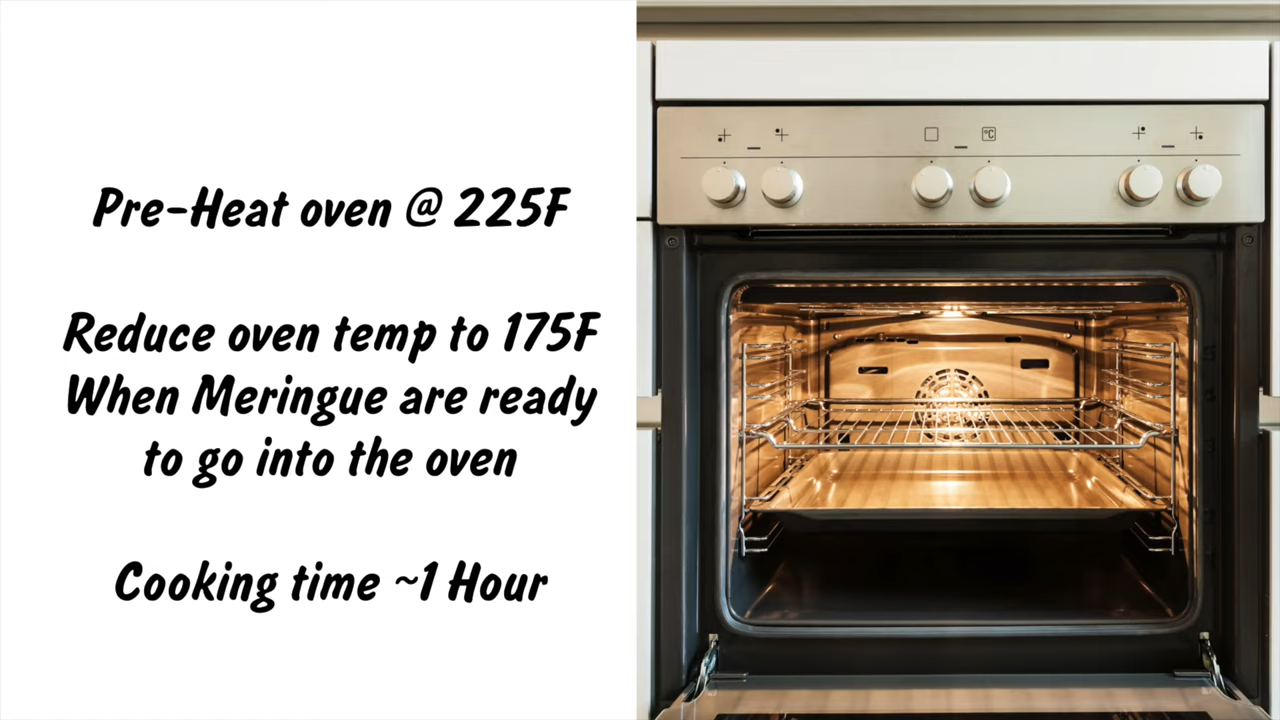 Pre-Heat oven @ 225F
Reduce oven temp to 175F
When Meringue are ready
to go into the oven
Cooking time ~1 Hour
°C